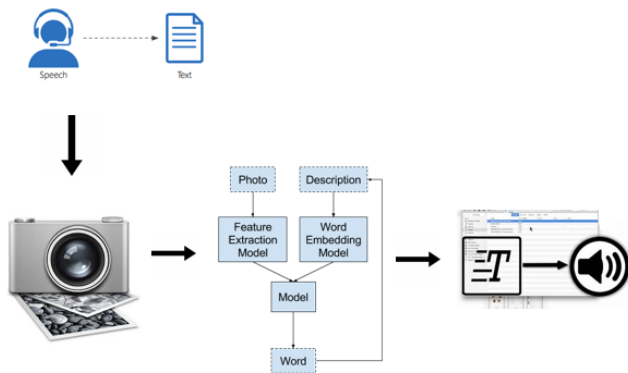 Speech
Text
Photo
Description
Feature
Extraction
Model
Word
Embedding
Model
Model
Word
T